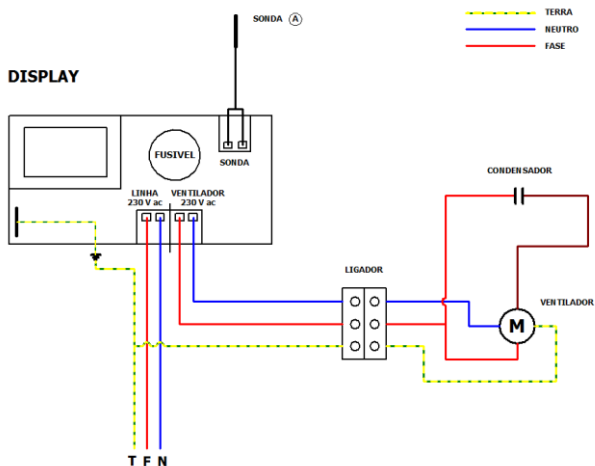 TERRA
NEUTRO
FASE
SONDA A
DISPLAY
FUSIVEL
SONDA
LINHA
230 V ac
VENTILADOR
230 V ac
CONDENSADOR
LIGADOR
VENTILADOR
M
T F N